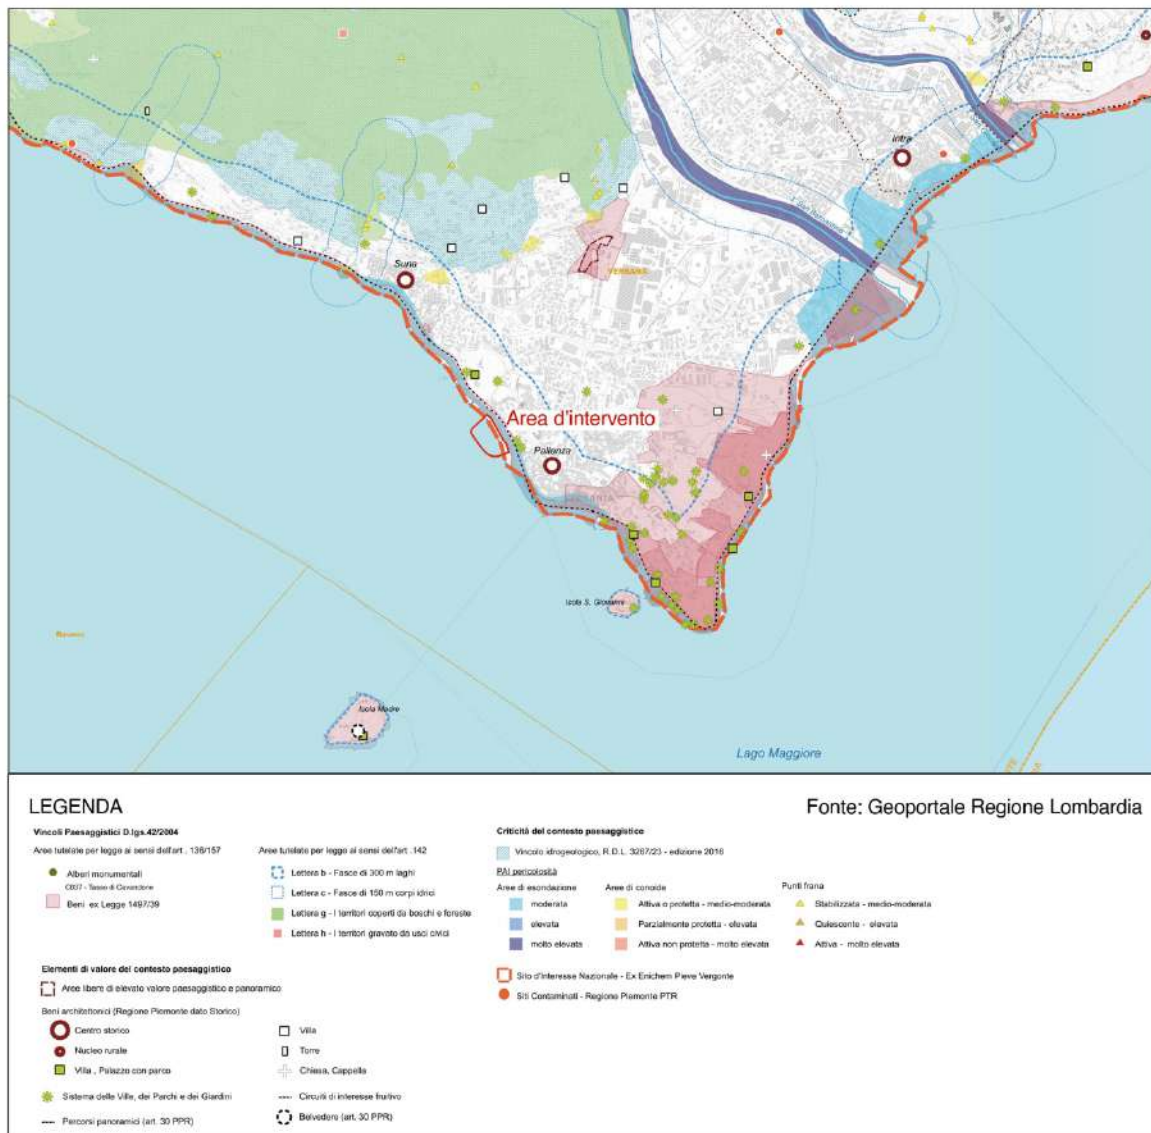 Intra
Suna
VERBANIA
Area d'intervento
Pallanza
VERBANIA
Isola S. Giovanni
Baveno
Isola Madre
Lago Maggiore
LEGENDA
Fonte: Geoportale Regione Lombardia
Vincoli Paesaggistici D.lgs.42/2004
Aree tutelate per legge ai sensi dell'art . 136/157
Alberi monumentali
Beni ex Legge 1497/39
Aree tutelate per legge ai sensi dell'art .142
Lettera b - Fasce di 300 m laghi
Lettera c - Fasce di 150 m corpi idrici
Lettera g - I territori coperti da boschi e foreste
Lettera h - I territori gravato da usci civici
Criticità del contesto paesaggistico
Vincolo idrogeologico, R.D.L. 3267/23 - edizione 2016
PAI pericolosità
Aree di esondazione
moderata
elevata
molto elevata
Aree di conoide
Attiva o protetta - medio-moderata
Parzialmente protetta - elevata
Attiva non protetta - molto elevata
Punti frana
Stabilizzata - medio-moderata
Quiescente - elevata
Attiva - molto elevata
Sito d'Interesse Nazionale - Ex Enichem Pieve Vergonte
Siti Contaminati - Regione Piemonte PTR
Elementi di valore del contesto paesaggistico
Aree libere di elevato valore paesaggistico e panoramico
Beni architettonici (Regione Piemonte dato Storico)
Centro storico
Nucleo rurale
Villa , Palazzo con parco
Villa
Torre
Chiesa, Cappella
Sistema delle Ville, dei Parchi e dei Giardini
Percorsi panoramici (art. 30 PPR)
Circuiti di interesse fruitivo
Belvedere (art. 30 PPR)